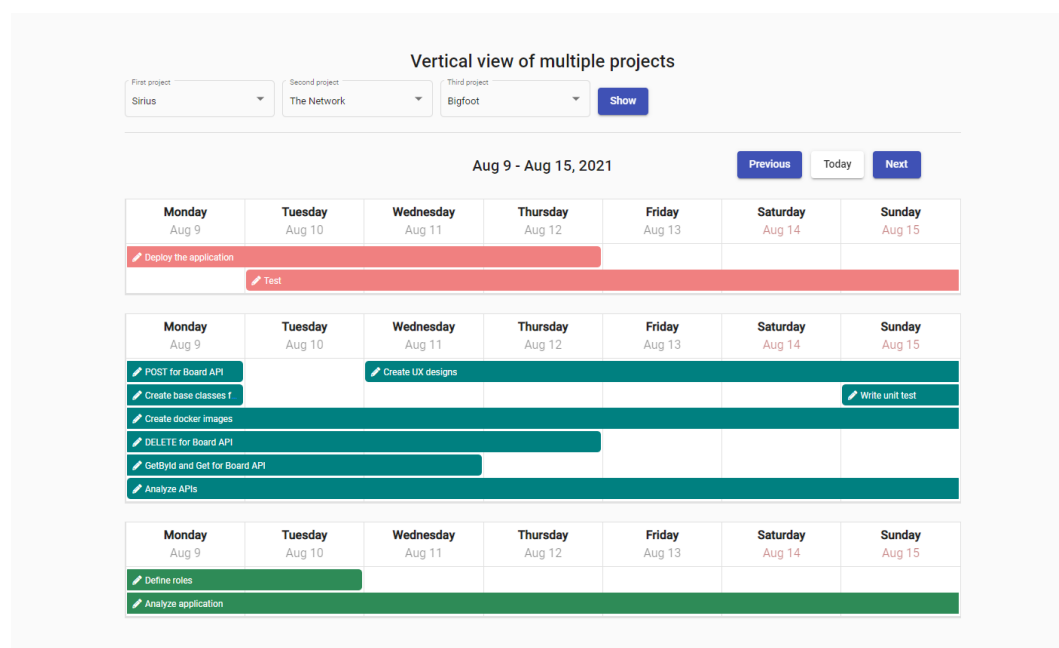 Vertical view of multiple projects
First project Second project Third project
Sirius The Network Bigfoot Show
Aug 9 - Aug 15, 2021 Previous Today Next
Monday Tuesday Wednesday Thursday Friday Saturday Sunday
Aug 9 Aug 10 Aug 11 Aug 12 Aug 13 Aug 14 Aug 15
Deploy the application
Test
Monday Tuesday Wednesday Thursday Friday Saturday Sunday
Aug 9 Aug 10 Aug 11 Aug 12 Aug 13 Aug 14 Aug 15
POST for Board API Create UX designs
Create base classes f... Write unit test
Create docker images
DELETE for Board API
GetById and Get for Board API
Analyze APIs
Monday Tuesday Wednesday Thursday Friday Saturday Sunday
Aug 9 Aug 10 Aug 11 Aug 12 Aug 13 Aug 14 Aug 15
Define roles
Analyze application